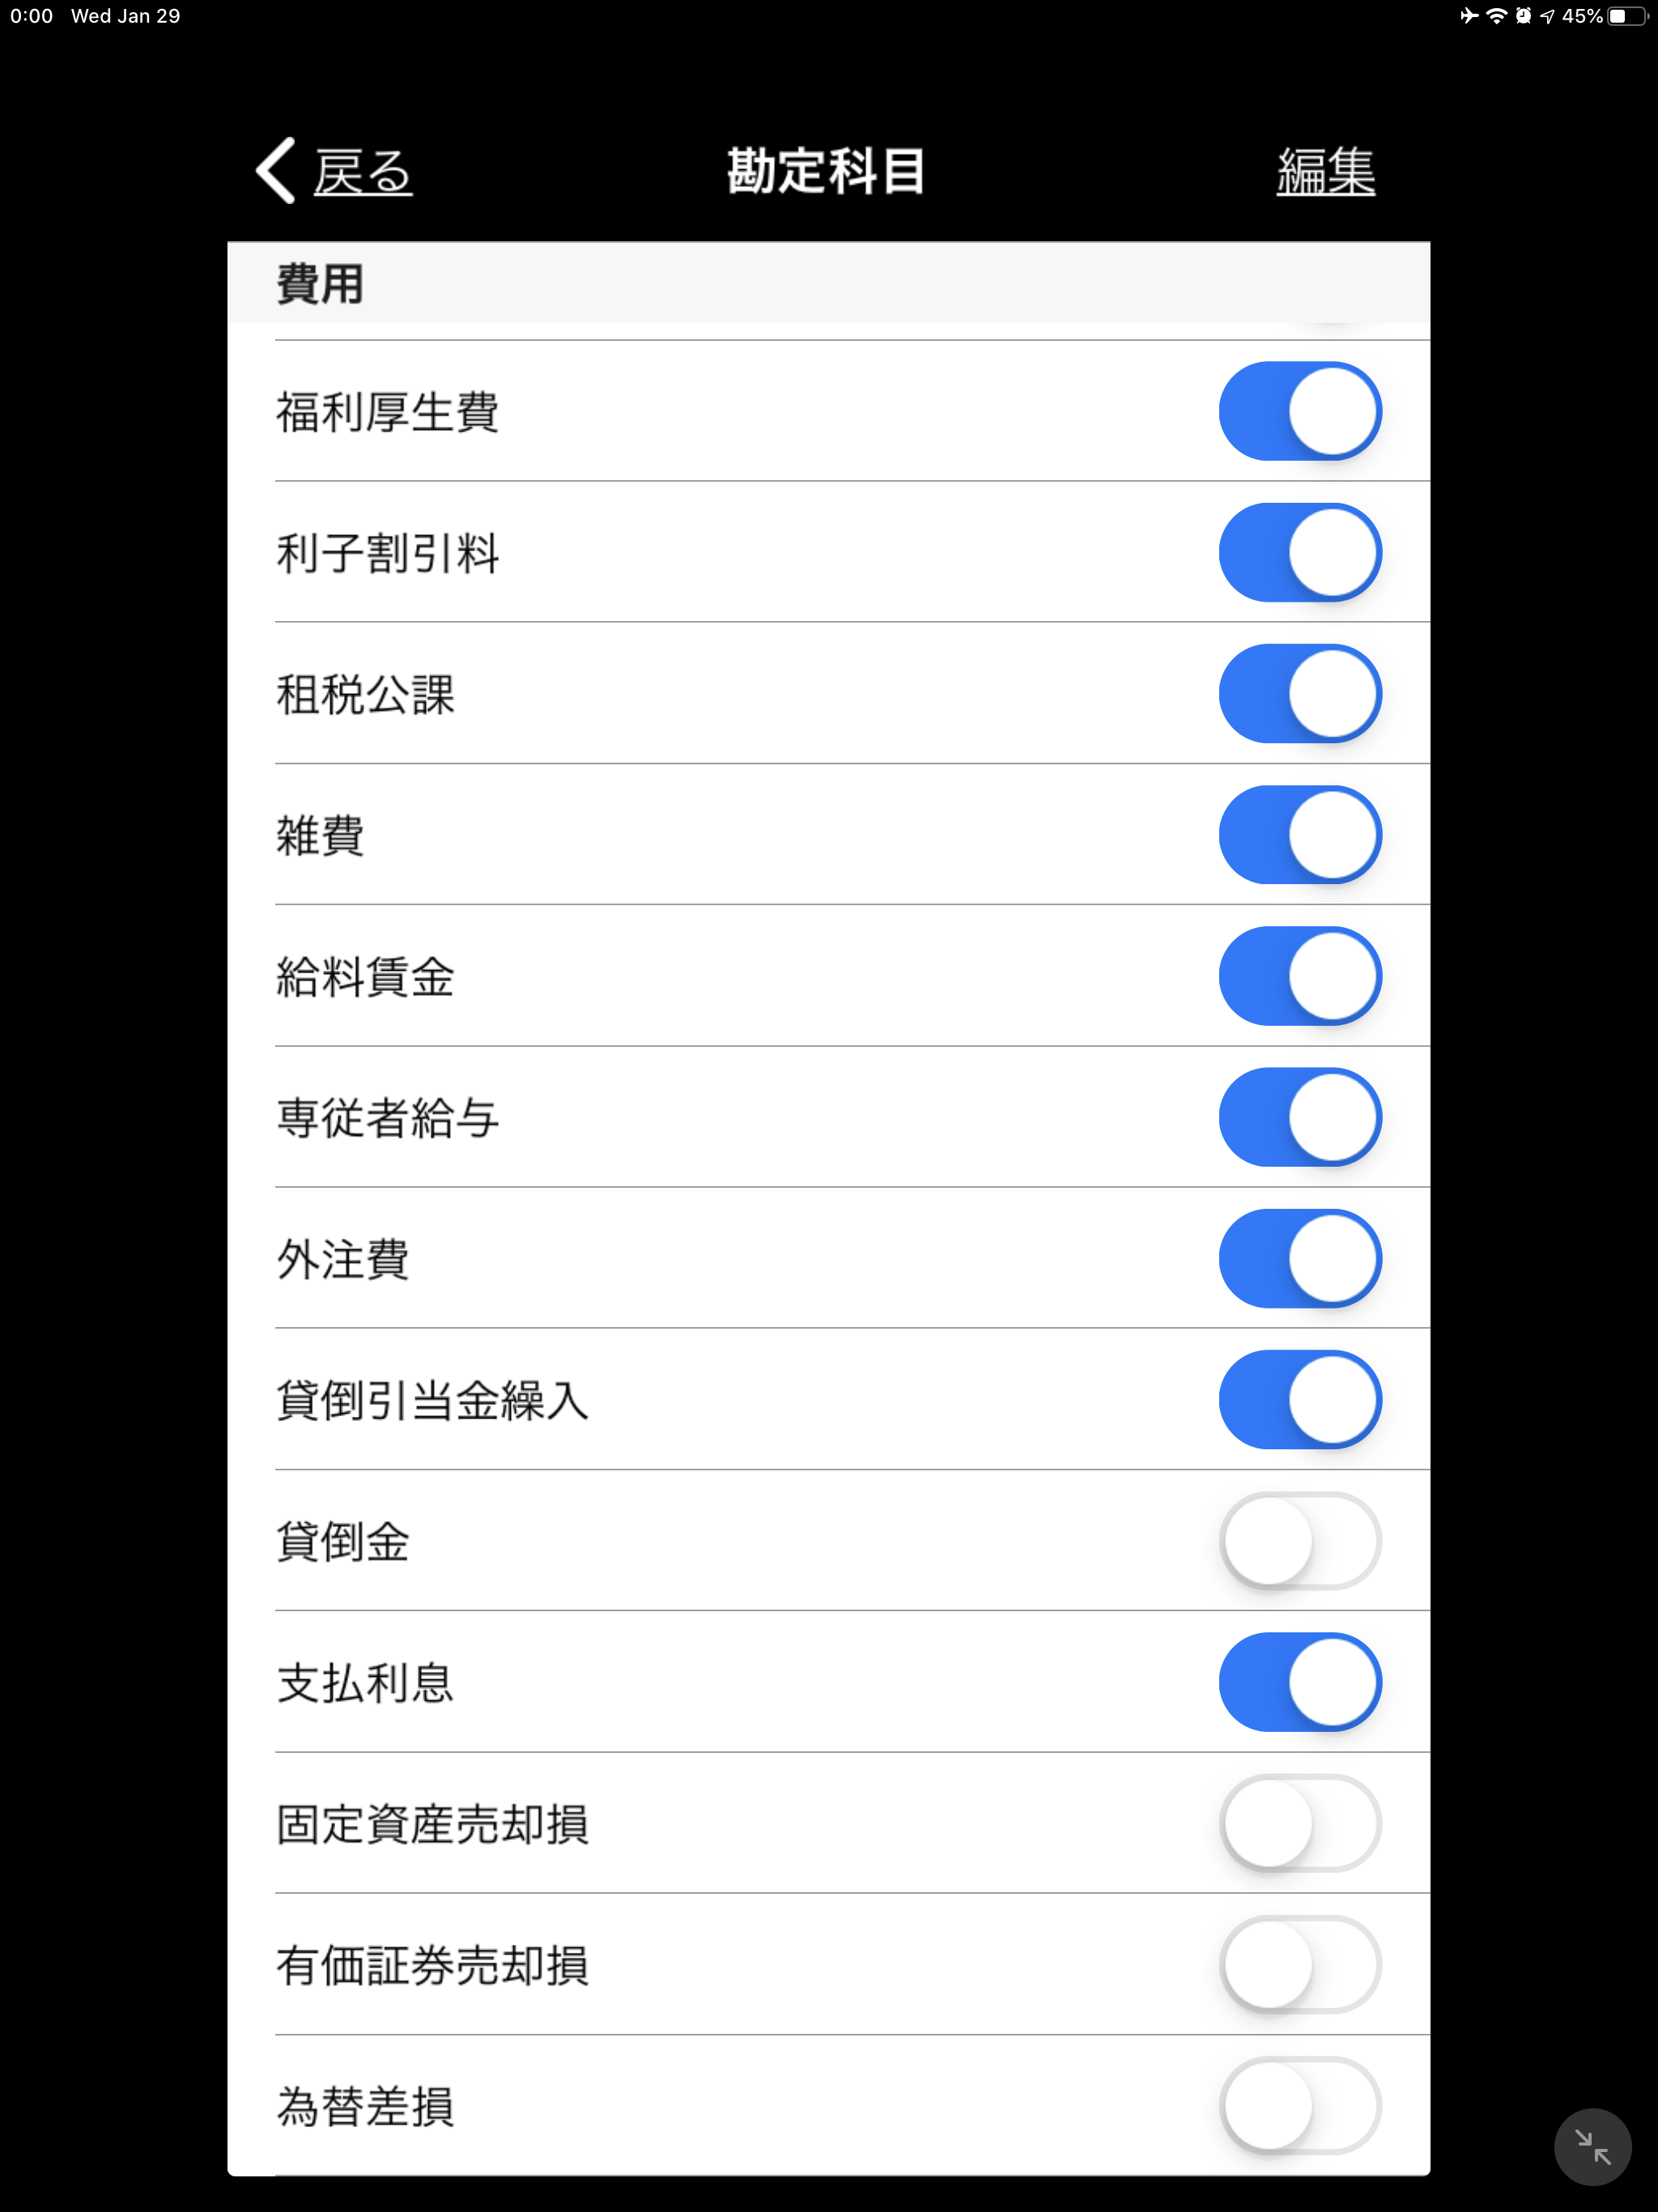 0:00 Wed Jan 29 45%
戻る 勘定科目 編集
費用
福利厚生費
利子割引料
租税公課
雑費
給料賃金
専従者給与
外注費
貸倒引当金繰入
貸倒金
支払利息
固定資産売却損
有価証券売却損
為替差損